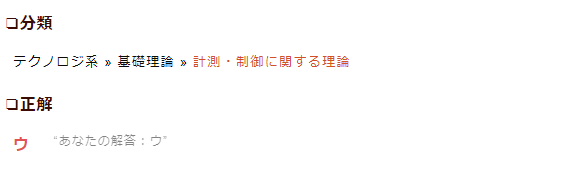 ❏分類
テクノロジ系 » 基礎理論 » 計測・制御に関する理論
❏正解
ウ “あなたの解答：ウ”